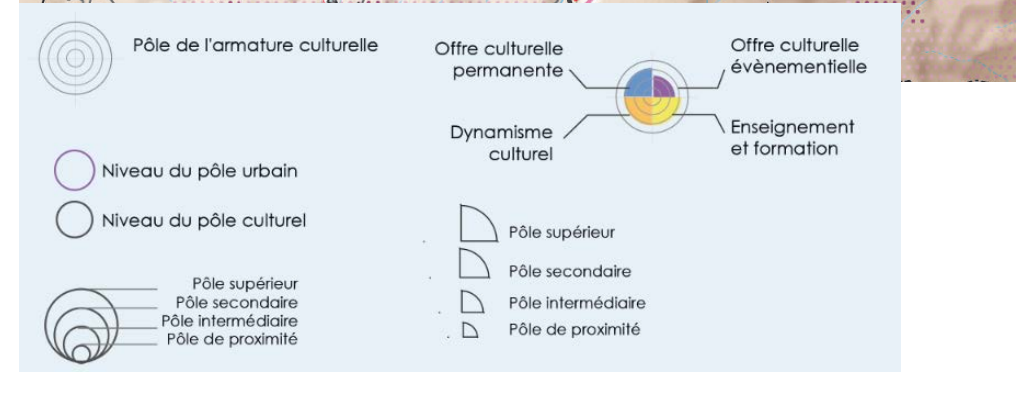 Pôle de l'armature culturelle
Offre culturelle
permanente
Offre culturelle
évènementielle
Dynamisme
culturel
Enseignement
et formation
Niveau du pôle urbain
Niveau du pôle culturel
Pôle supérieur
Pôle secondaire
Pôle intermédiaire
Pôle de proximité
Pôle supérieur
Pôle secondaire
Pôle intermédiaire
Pôle de proximité